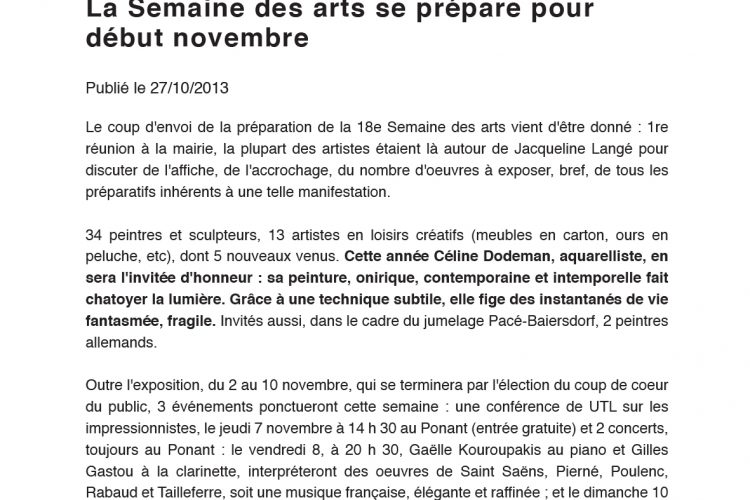 La Semaine des arts se prépare pour
début novembre
Publié le 27/10/2013
Le coup d'envoi de la préparation de la 18e Semaine des arts vient d'être donné : 1re
réunion à la mairie, la plupart des artistes étaient là autour de Jacqueline Langé pour
discuter de l'affiche, de l'accrochage, du nombre d'oeuvres à exposer, bref, de tous les
préparatifs inhérents à une telle manifestation.
34 peintres et sculpteurs, 13 artistes en loisirs créatifs (meubles en carton, ours en
peluche, etc), dont 5 nouveaux venus. Cette année Céline Dodeman, aquarelliste, en
sera l'invitée d'honneur : sa peinture, onirique, contemporaine et intemporelle fait
chatoyer la lumière. Grâce à une technique subtile, elle fige des instantanés de vie
fantasmée, fragile. Invités aussi, dans le cadre du jumelage Pacé-Baiersdorf, 2 peintres
allemands.
Outre l'exposition, du 2 au 10 novembre, qui se terminera par l'élection du coup de coeur
du public, 3 événements ponctueront cette semaine : une conférence de UTL sur les
impressionnistes, le jeudi 7 novembre à 14 h 30 au Ponant (entrée gratuite) et 2 concerts,
toujours au Ponant : le vendredi 8, à 20 h 30, Gaëlle Kouroupakis au piano et Gilles
Gastou à la clarinette, interpréteront des oeuvres de Saint Saëns, Pierné, Poulenc,
Rabaud et Tailleferre, soit une musique française, élégante et raffinée ; et le dimanche 10